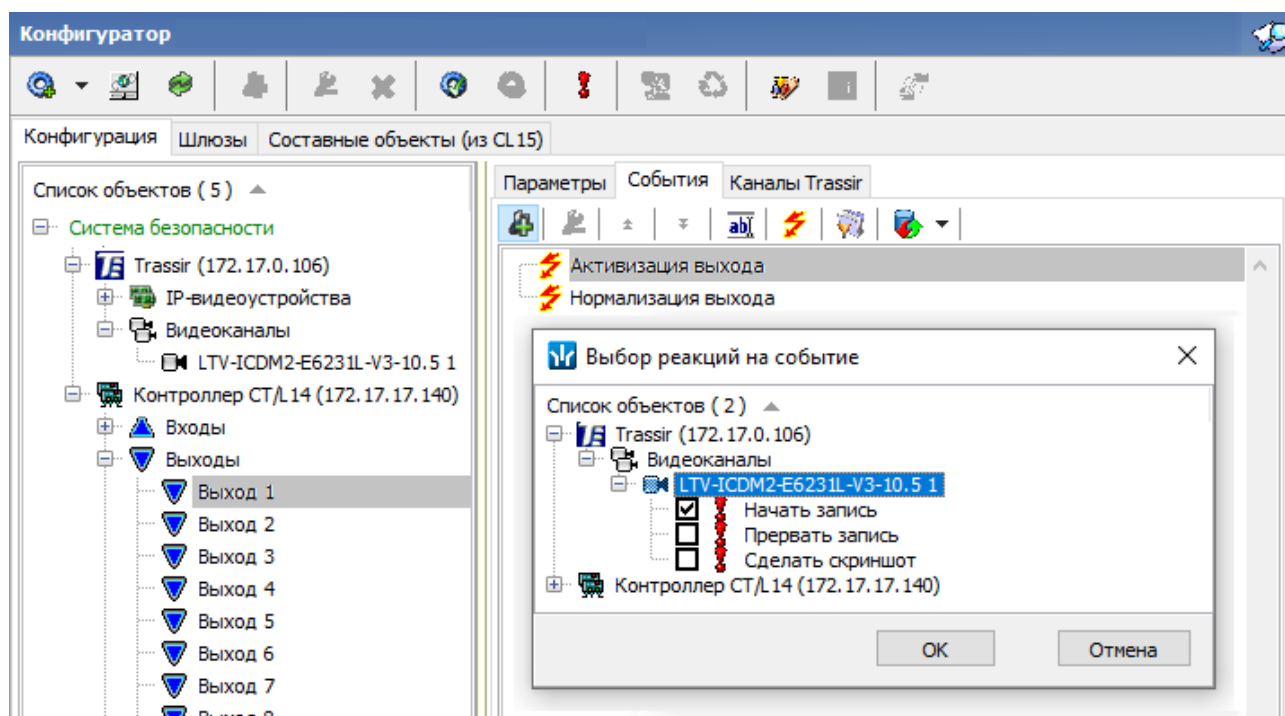 Конфигуратор
Конфигурация Шлюзы Составные объекты (из CL15)
Список объектов ( 5 )
Система безопасности
Trassir (172.17.0.106)
IP-видеоустройства
Видеоканалы
LTV-ICDM2-E6231L-V3-10.5 1
Контроллер CT/L14 (172.17.17.140)
Входы
Выходы
Выход 1
Выход 2
Выход 3
Выход 4
Выход 5
Выход 6
Выход 7
Параметры События Каналы Trassir
ab
Активизация выхода
Нормализация выхода
Выбор реакций на событие
Список объектов ( 2 )
Trassir (172.17.0.106)
Видеоканалы
LTV-ICDM2-E6231L-V3-10.5 1
Начать запись
Прервать запись
Сделать скриншот
Контроллер CT/L14 (172.17.17.140)
OK Отмена